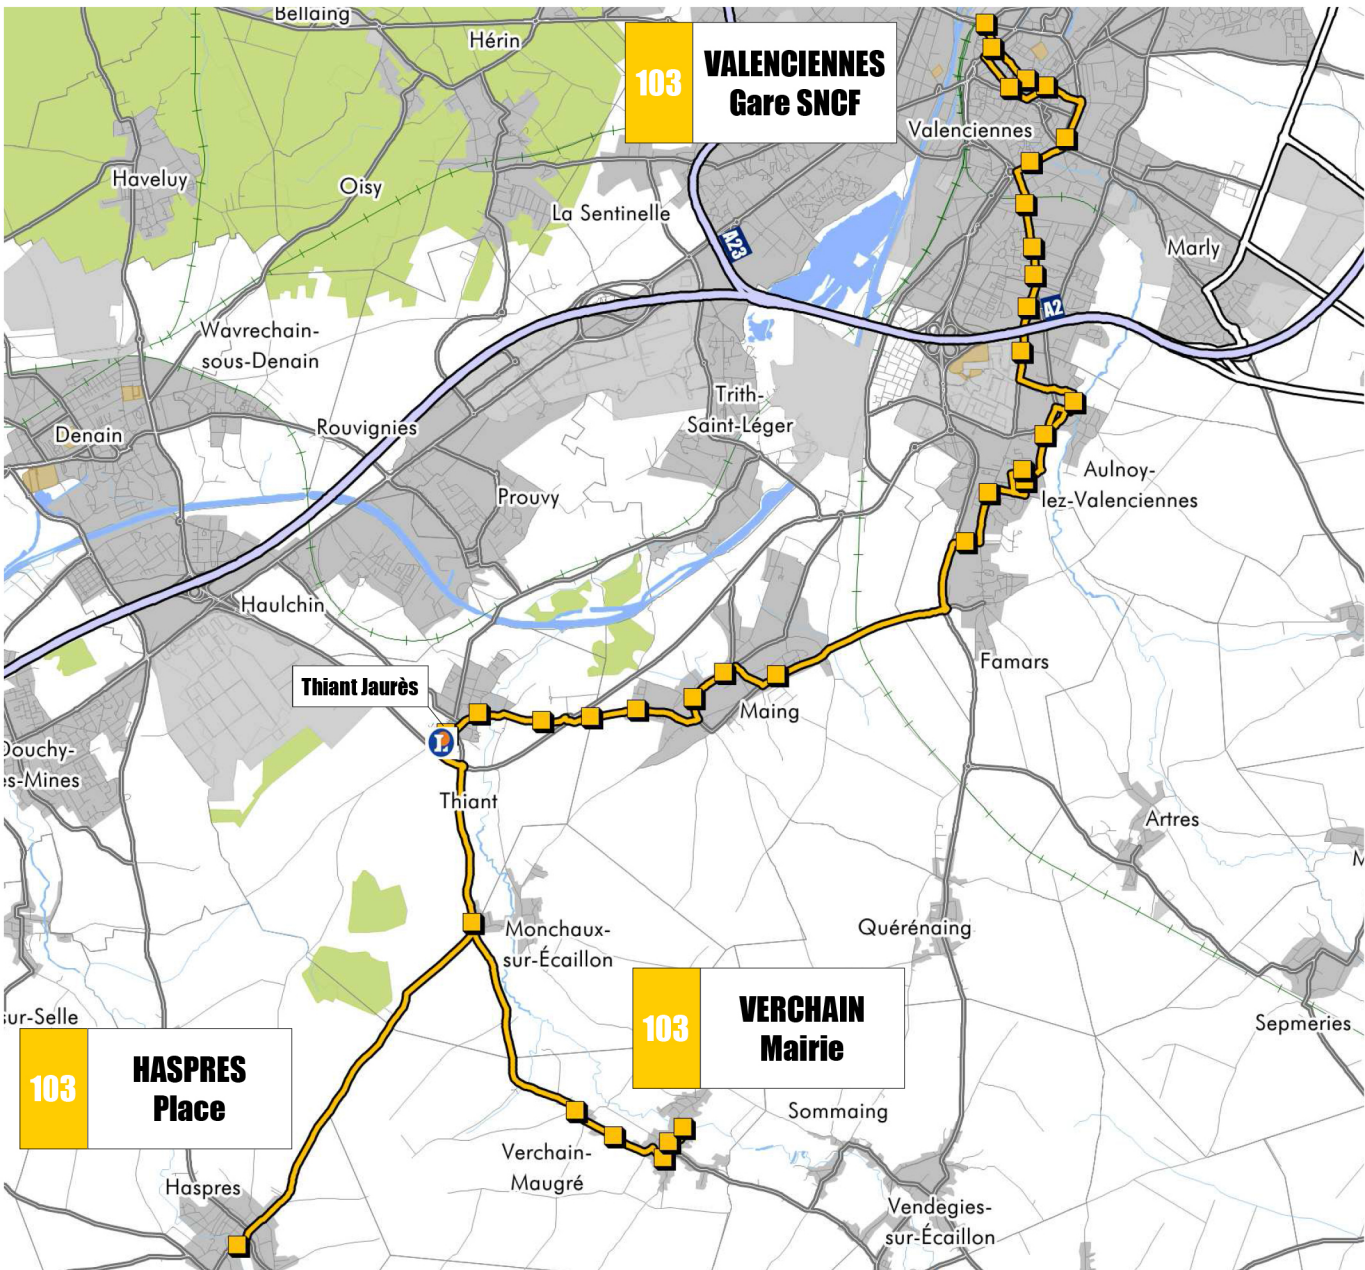 Bellaing
Hérin
103
VALENCIENNES
Gare SNCF
Valenciennes
Haveluy
Oisy
La Sentinelle
A23
Marly
A2
Wavrechain-
sous-Denain
Trith-
Saint-Léger
Rouvignies
Denain
Aulnoy-
lez-Valenciennes
Prouvy
Haulchin
Famars
Thiant Jaurès
Maing
Douchy-
es-Mines
L
Thiant
Artres
M
Monchaux-
sur-Écaillon
Quérénaing
sur-Selle
103
VERCHAIN
Mairie
Sepmeries
103
HASPRES
Place
Sommaing
Verchain-
Maugré
Haspres
Vendegies-
sur-Écaillon